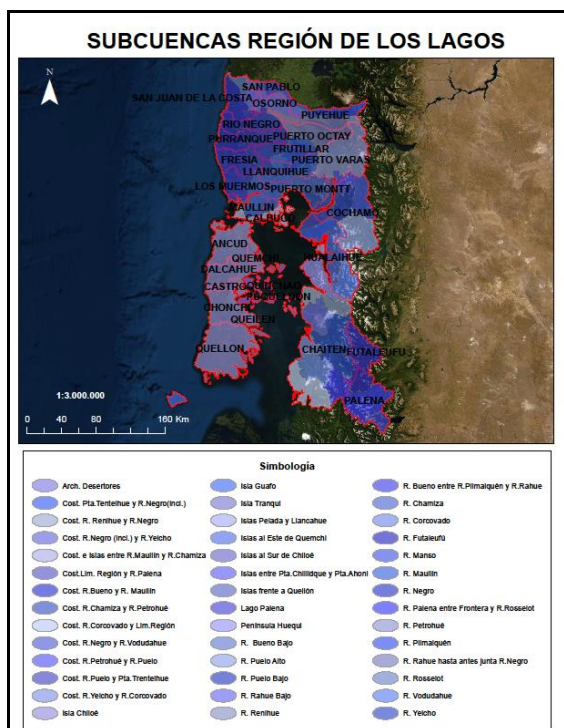 SUBCUENCAS REGIÓN DE LOS LAGOS
N
SAN PABLO
SAN JUAN DE LA COSTA
OSORNO
PUYEHUE
RIO NEGRO
PURRANQUE
PUERTO OCTAY
FRUTILLAR
FRESIA
PUERTO VARAS
LLANQUIHUE
LOS MUERMOS
PUERTO MONTT
MAULLIN
CALBUCO
COCHAMO
ANCUD
QUEMCHI
HUALAIHUE
DALCAHUE
CASTRO
QUINCHAO
PUQUELDON
CHONCHI
QUEILEN
QUELLON
CHAITEN
FUTALEUFU
PALENA
1:3.000.000
0 40 80 160 Km
Simbología
Arch. Desertores
Cost. Pta.Tenteihue y R.Negro(incl.)
Cost. R. Renihue y R.Negro
Cost. R.Negro (incl.) y R.Yelcho
Cost. e Islas entre R.Maullin y R.Chamiza
Cost.Lim. Región y R.Palena
Cost. R.Bueno y R. Maullin
Cost. R.Chamiza y R.Petrohué
Cost. R.Corcovado y Lim.Región
Cost. R.Negro y R.Vodudahue
Cost. R.Petrohué y R.Puelo
Cost. R.Puelo y Pta.Trenteihue
Cost. R.Yelcho y R.Corcovado
Isla Chiloé
Isla Guafo
Isla Tranqui
Islas Pelada y Llancahue
Islas al Este de Quemchi
Islas al Sur de Chiloé
Islas entre Pta.Chillidque y Pta.Ahoni
Islas frente a Quellón
Lago Palena
Peninsula Huequi
R. Bueno Bajo
R. Puelo Alto
R. Puelo Bajo
R. Rahue Bajo
R. Renihue
R. Bueno entre R.Pilmaiquén y R.Rahue
R. Chamiza
R. Corcovado
R. Futaleufú
R. Manso
R. Maullin
R. Negro
R. Palena entre Frontera y R.Rosselot
R. Petrohué
R. Pilmaiquén
R. Rahue hasta antes junta R.Negro
R. Rosselot
R. Vodudahue
R. Yelcho